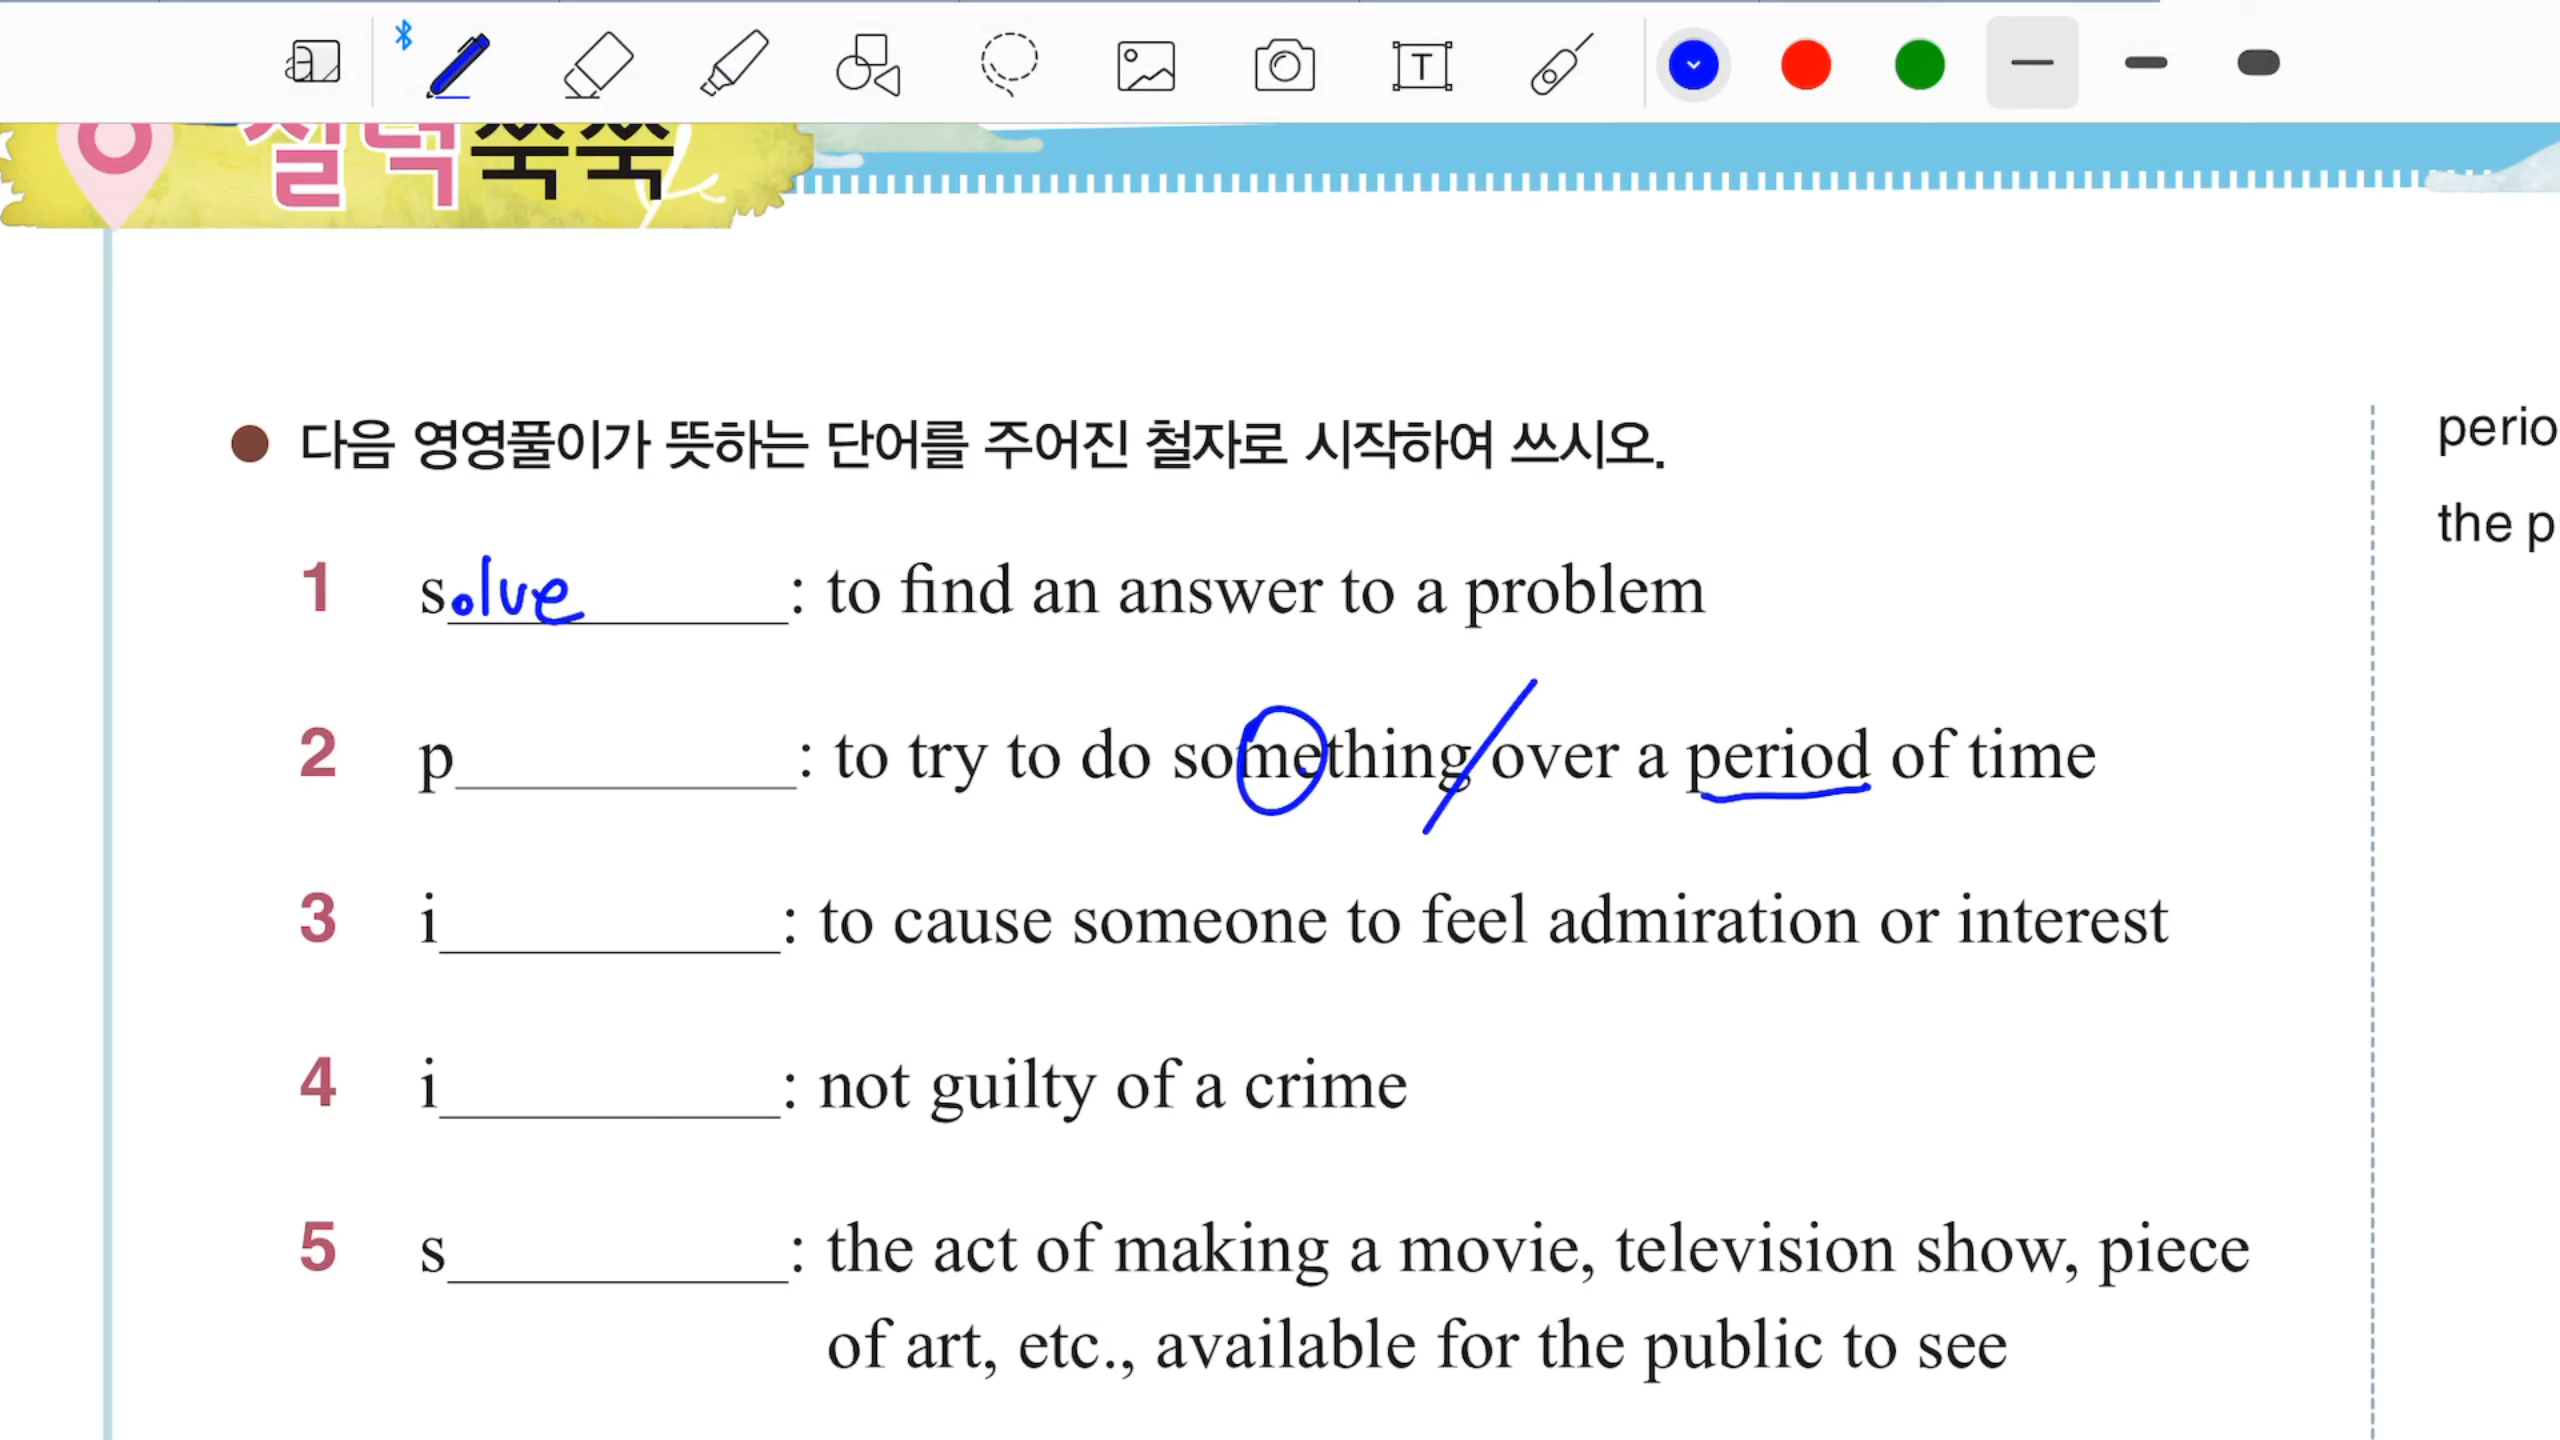 실력쑥쑥
다음 영영풀이가 뜻하는 단어를 주어진 철자로 시작하여 쓰시오.
1 solve : to find an answer to a problem
2 p : to try to do something over a period of time
3 i : to cause someone to feel admiration or interest
4 i : not guilty of a crime
5 s : the act of making a movie, television show, piece
of art, etc., available for the public to see
perio
the p